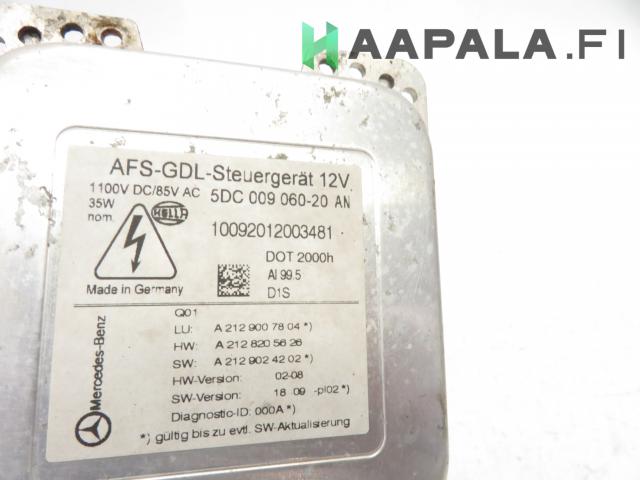 HAAPALA.FI
AFS-GDL-Steuergerät 12V
1100V DC/85V AC 5DC 009 060-20 AN
35W
nom.
HELLA
10092012003481
DOT 2000h
Al 99.5
D1S
Made in Germany
Mercedes-Benz
Q01
LU: A 212 900 78 04 *)
HW: A 212 820 56 26
SW: A 212 902 42 02 *)
HW-Version: 02-08
SW-Version: 18 09 -pl02 *)
Diagnostic-ID: 000A *)
*) gültig bis zu evtl. SW-Aktualisierung